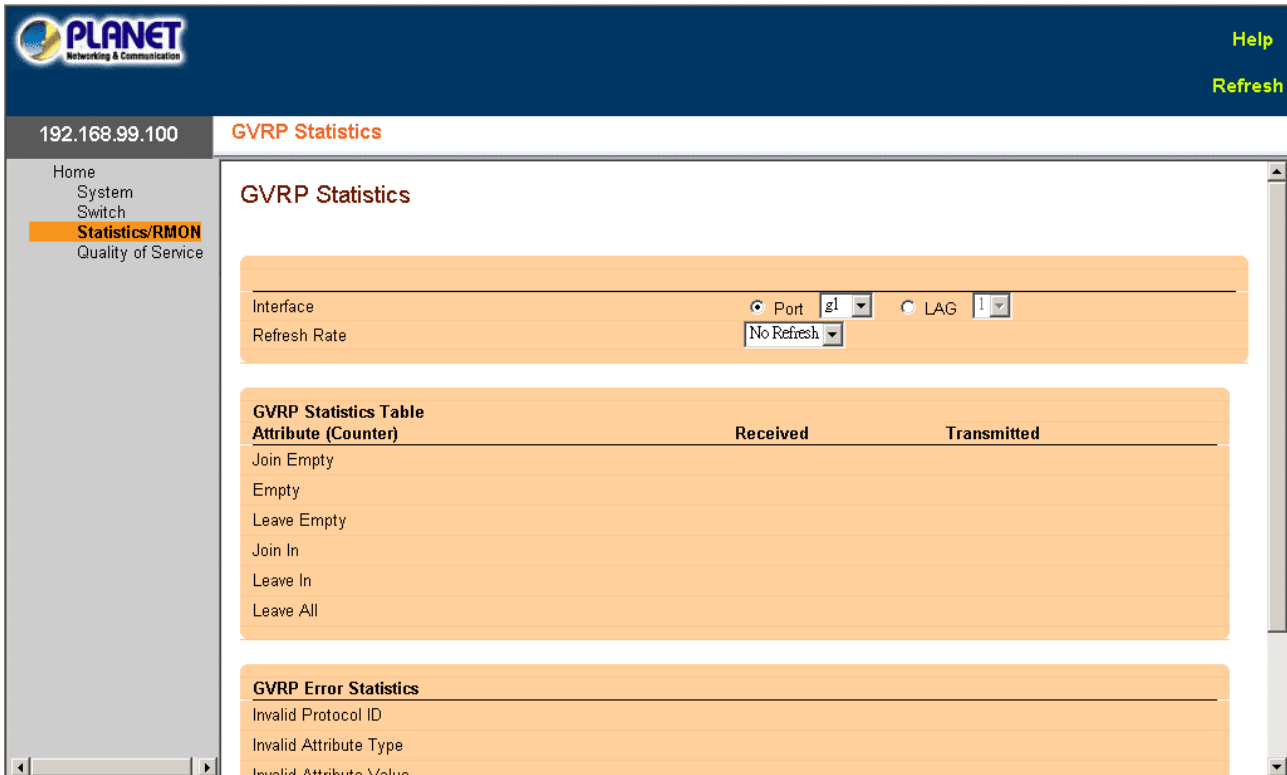 PLANET
Networking & Communication
Help
Refresh
192.168.99.100
GVRP Statistics
Home
System
Switch
Statistics/RMON
Quality of Service
GVRP Statistics
Interface Port g1 LAG 1
Refresh Rate No Refresh
GVRP Statistics Table
Attribute (Counter) Received Transmitted
Join Empty
Empty
Leave Empty
Join In
Leave In
Leave All
GVRP Error Statistics
Invalid Protocol ID
Invalid Attribute Type
Invalid Attribute Value